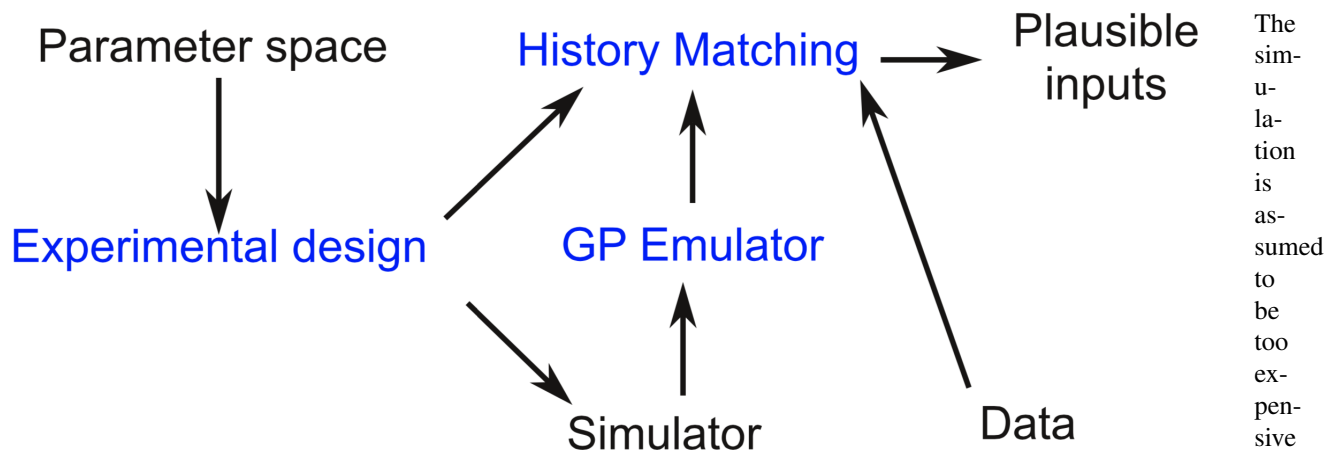 Parameter space
History Matching
Plausible
inputs
Experimental design
GP Emulator
Simulator
Data
The
sim-
u-
la-
tion
is
as-
sumed
to
be
too
ex-
pen-
sive